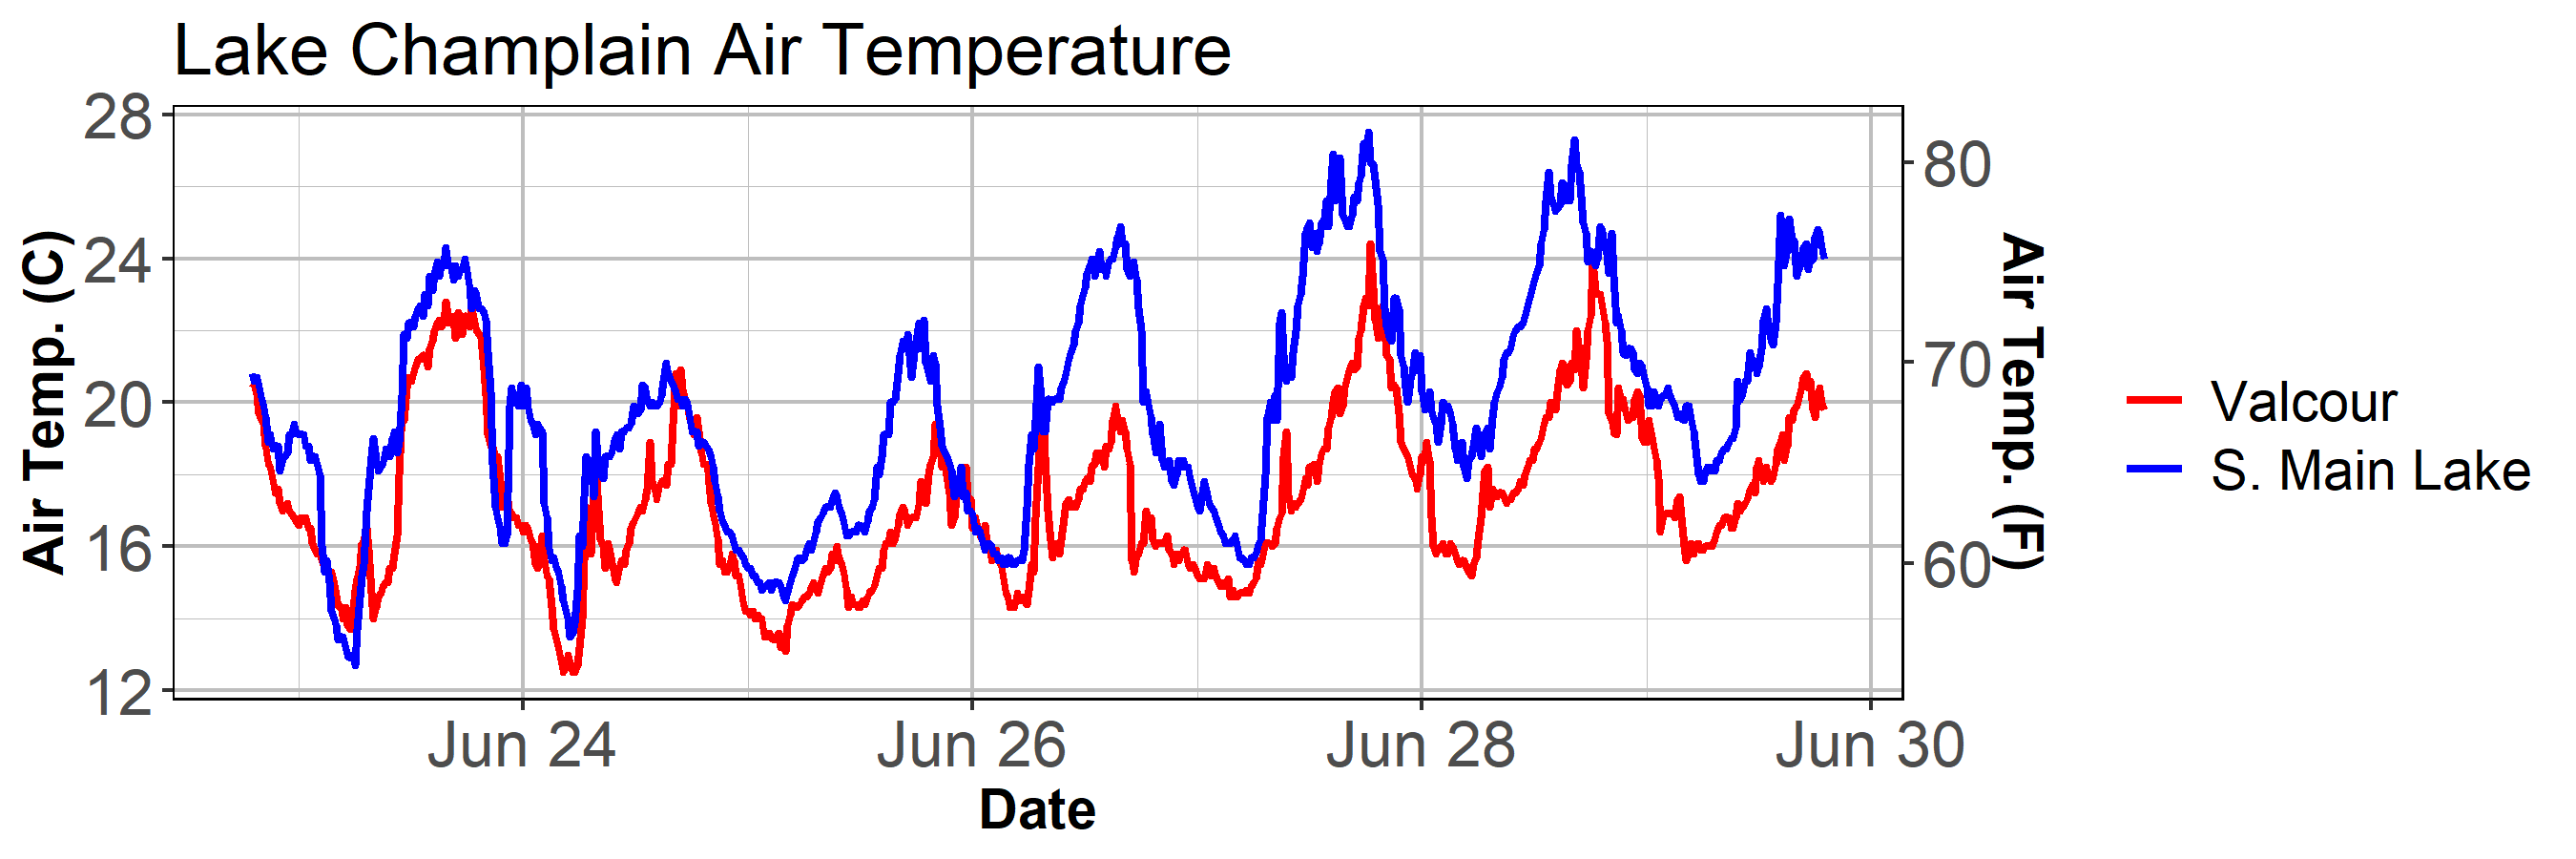 Lake Champlain Air Temperature
Air Temp. (C)
28
24
20
16
12
80
70
60
Air Temp. (F)
Jun 24
Jun 26
Jun 28
Jun 30
Date
Valcour
S. Main Lake